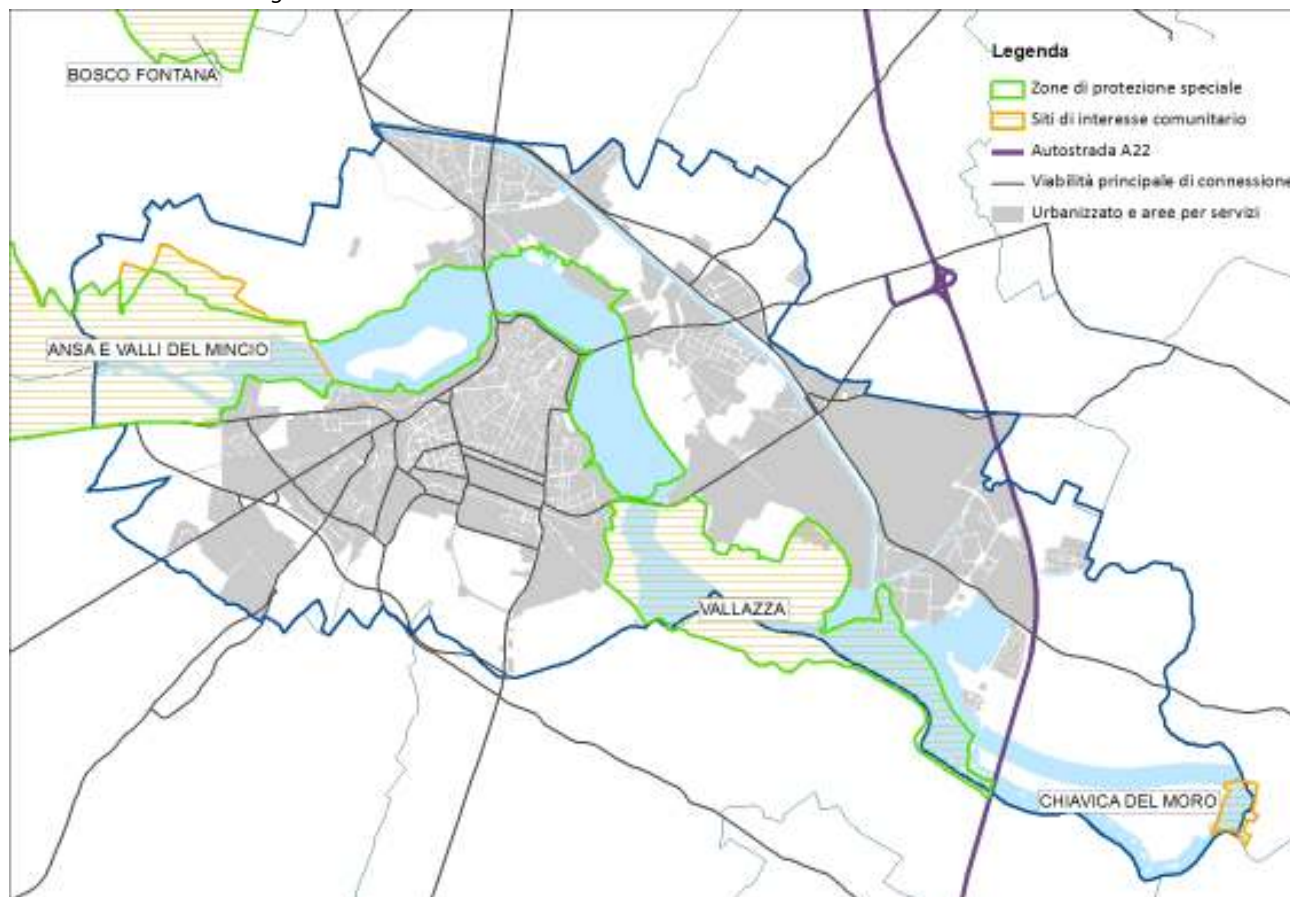 BOSCO FONTANA
Legenda
Zone di protezione speciale
Siti di interesse comunitario
Autostrada A22
Viabilità principale di connessione
Urbanizzato e aree per servizi
ANSA E VALLI DEL MINCIO
VALLAZZA
CHIAVICA DEL MORO